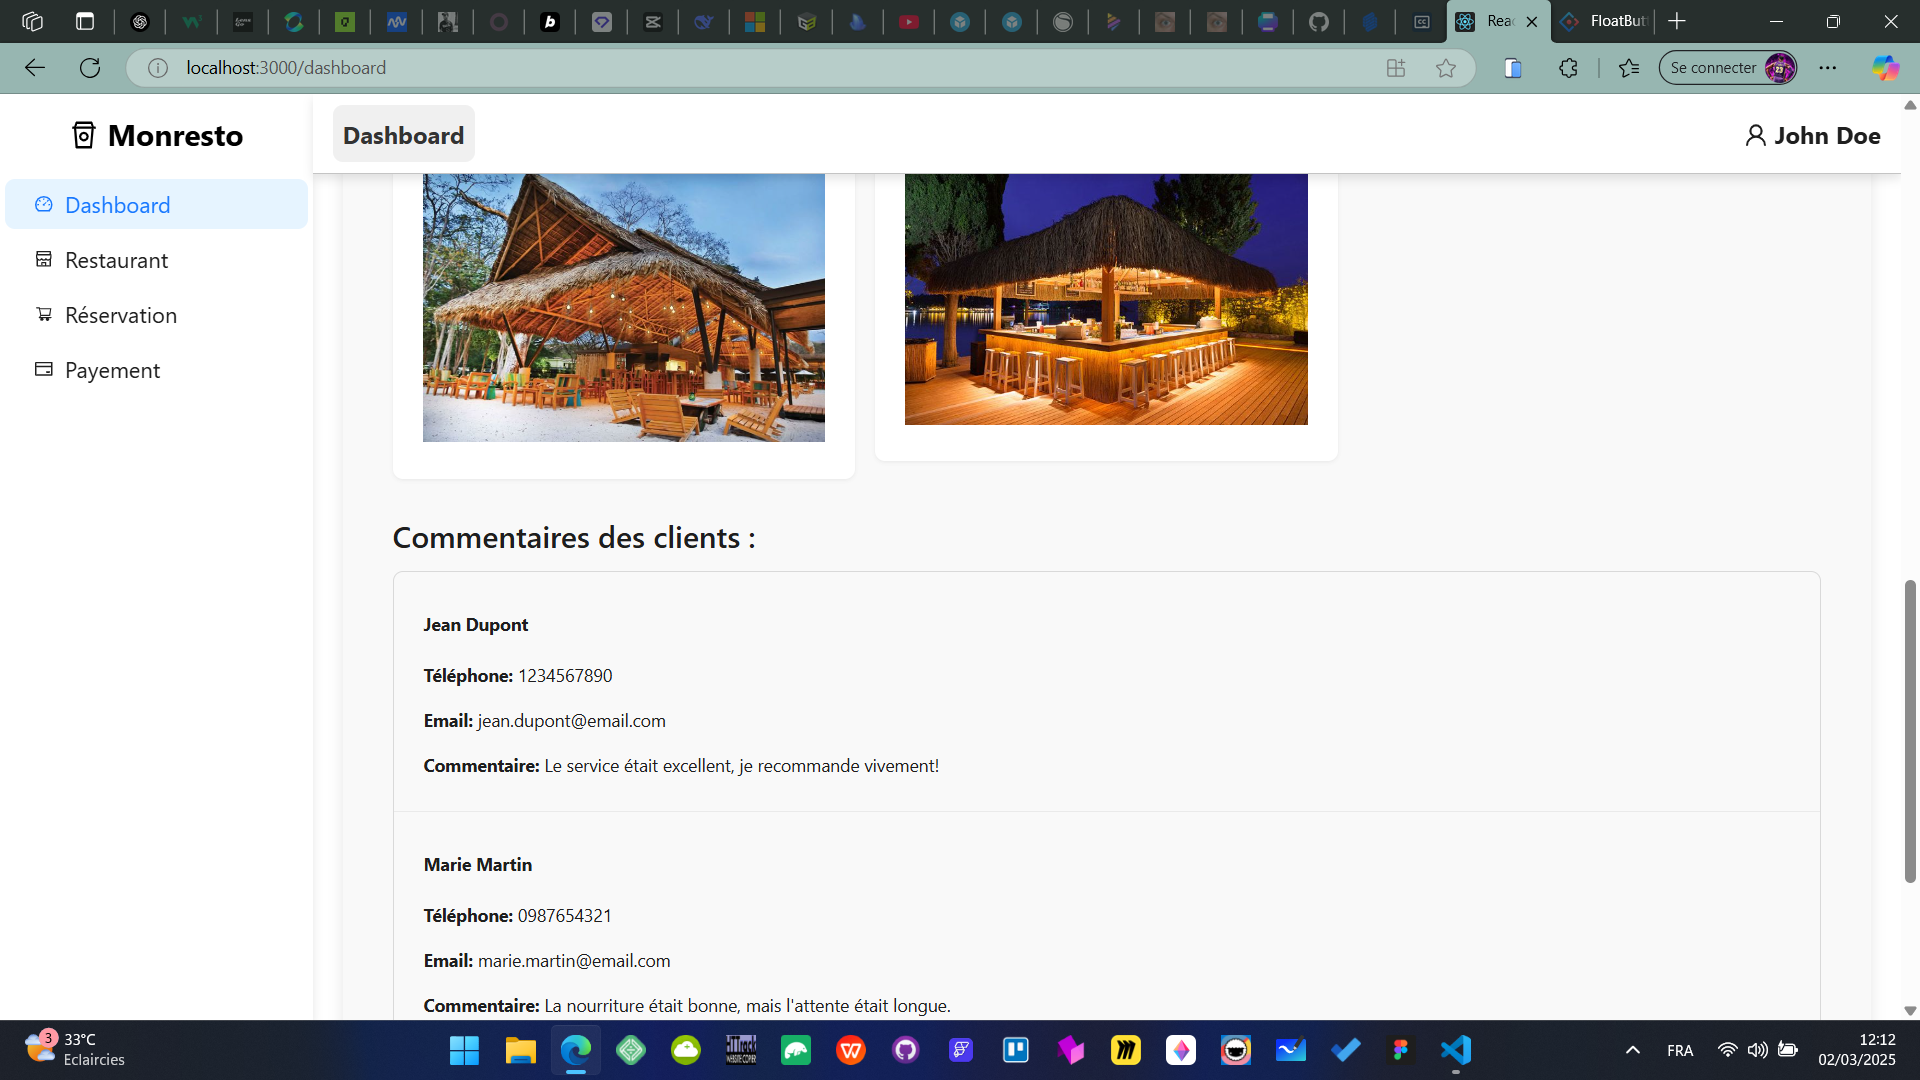 Reac
FloatButt
localhost:3000/dashboard
Se connecter
Monresto
Dashboard
John Doe
Dashboard
Restaurant
Réservation
Payement
Commentaires des clients :
Jean Dupont
Téléphone: 1234567890
Email: jean.dupont@email.com
Commentaire: Le service était excellent, je recommande vivement!
Marie Martin
Téléphone: 0987654321
Email: marie.martin@email.com
Commentaire: La nourriture était bonne, mais l'attente était longue.
3
33°C
Eclaircies
HTTrack
WEBSITE COPIER
FRA
12:12
02/03/2025